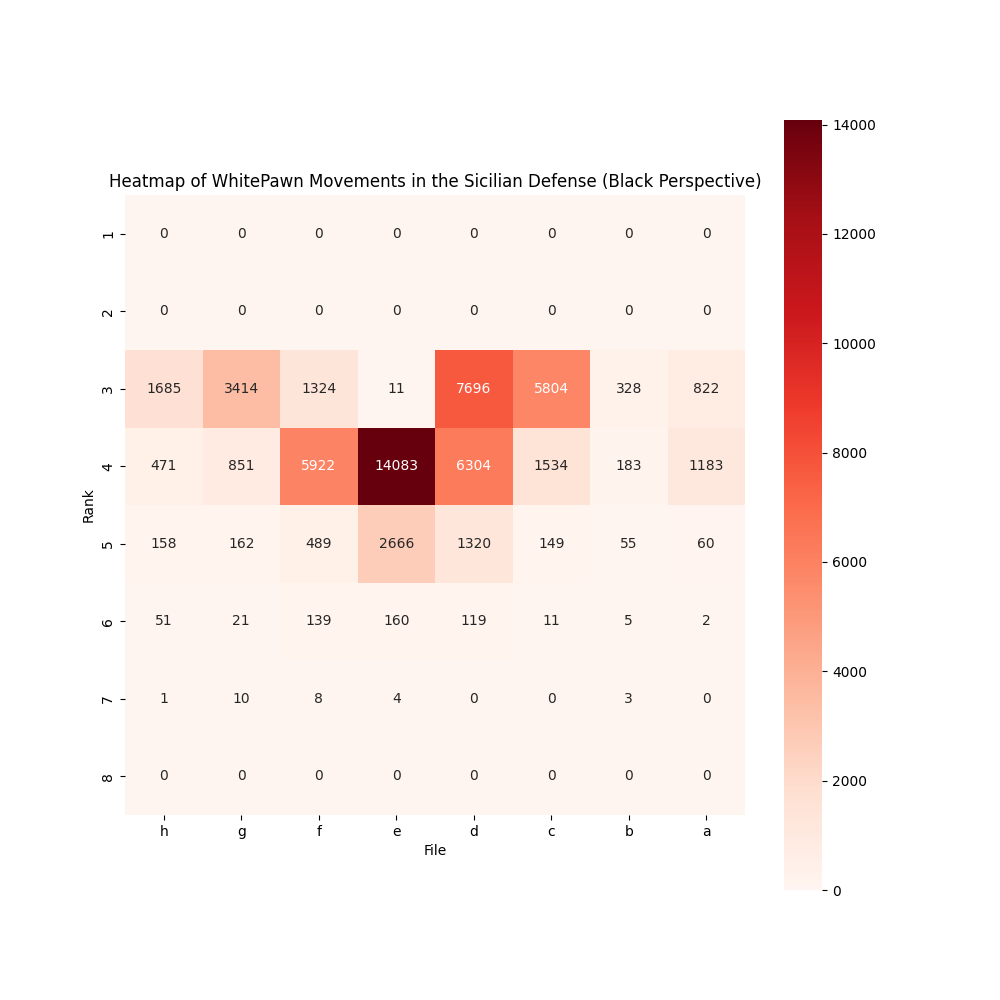 Heatmap of WhitePawn Movements in the Sicilian Defense (Black Perspective)
1 0 0 0 0 0 0 0 0
2 0 0 0 0 0 0 0 0
3 1685 3414 1324 11 7696 5804 328 822
4 471 851 5922 14083 6304 1534 183 1183
5 158 162 489 2666 1320 149 55 60
6 51 21 139 160 119 11 5 2
7 1 10 8 4 0 0 3 0
8 0 0 0 0 0 0 0 0
h g f e d c b a
File
Rank
14000
12000
10000
8000
6000
4000
2000
0